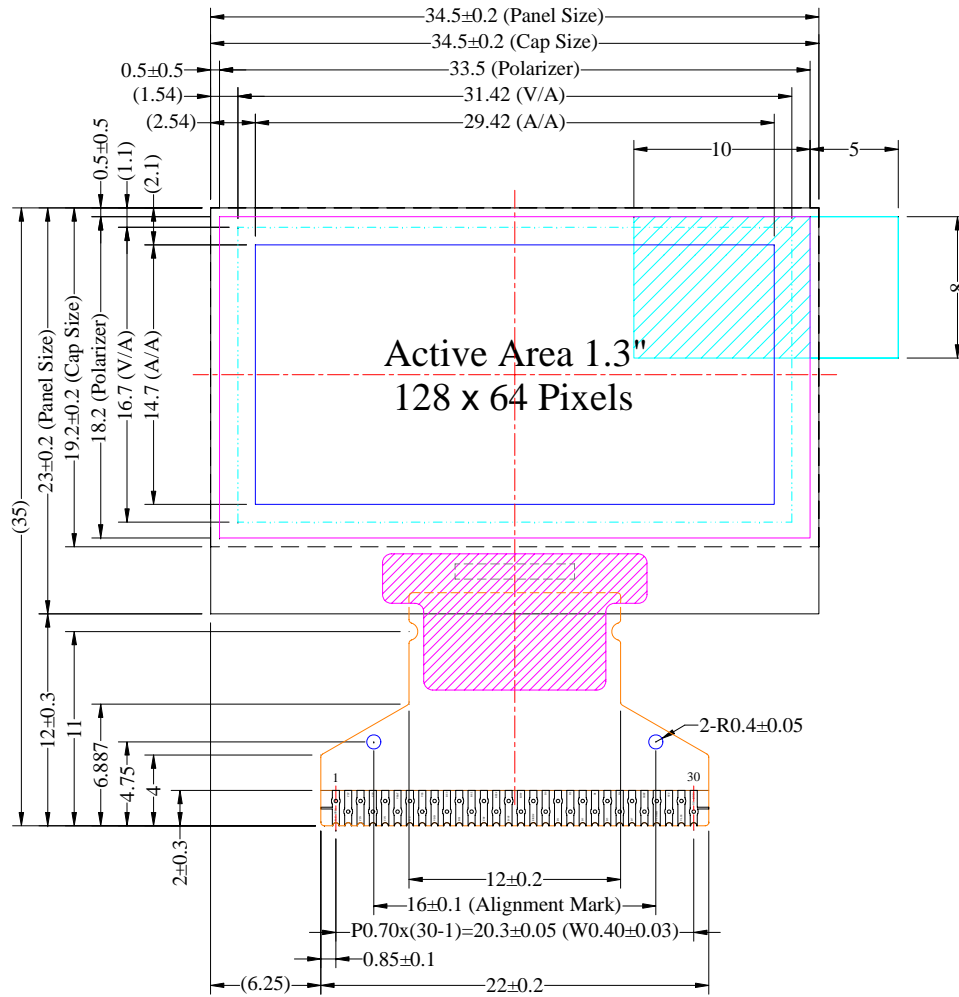 34.5±0.2 (Panel Size)
34.5±0.2 (Cap Size)
0.5±0.5
33.5 (Polarizer)
(1.54)
31.42 (V/A)
(2.54)
29.42 (A/A)
0.5±0.5
(1.1)
(2.1)
10
5
8
(35)
23±0.2 (Panel Size)
19.2±0.2 (Cap Size)
18.2 (Polarizer)
16.7 (V/A)
14.7 (A/A)
Active Area 1.3"
128 x 64 Pixels
12±0.3
11
6.887
4.75
4
2±0.3
2-R0.4±0.05
1
30
12±0.2
16±0.1 (Alignment Mark)
P0.70x(30-1)=20.3±0.05 (W0.40±0.03)
0.85±0.1
(6.25)
22±0.2